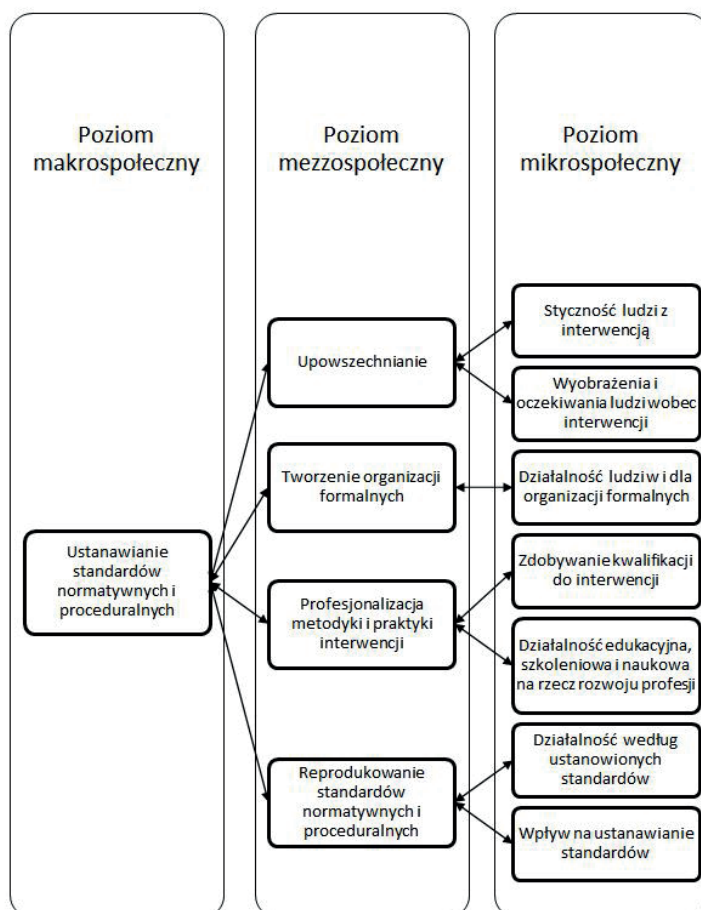 Poziom
makrospołeczny
Poziom
mezzospołeczny
Poziom
mikrospołeczny
Ustanawianie
standardów
normatywnych i
proceduralnych
Upowszechnianie
Tworzenie organizacji
formalnych
Profesjonalizacja
metodyki i praktyki
interwencji
Reprodukowanie
standardów
normatywnych i
proceduralnych
Styczność ludzi z
interwencją
Wyobrażenia i
oczekiwania ludzi wobec
interwencji
Działalność ludzi w i dla
organizacji formalnych
Zdobywanie kwalifikacji
do interwencji
Działalność edukacyjna,
szkoleniowa i naukowa
na rzecz rozwoju profesji
Działalność według
ustanowionych
standardów
Wpływ na ustanawianie
standardów